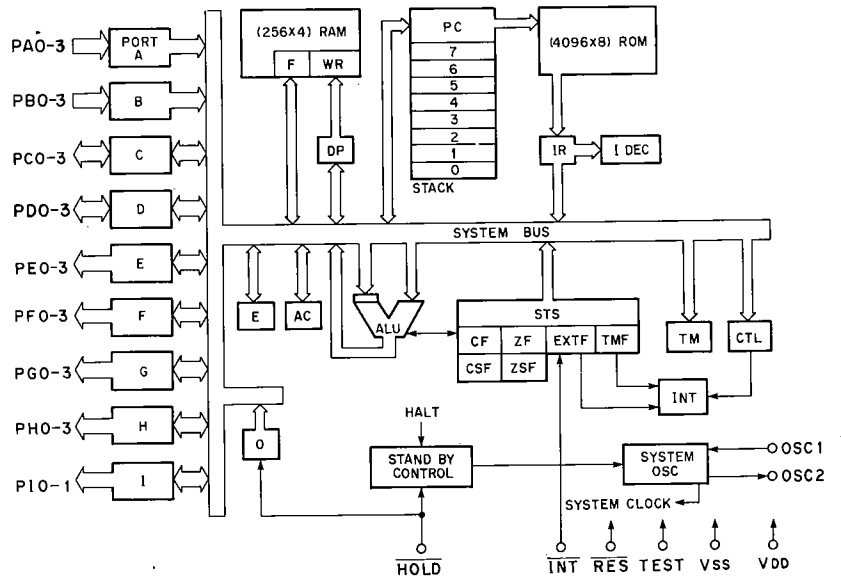 PA0-3
PORT A
PB0-3
B
PC0-3
C
PD0-3
D
PE0-3
E
PF0-3
F
PG0-3
G
PH0-3
H
PI0-1
I
(256X4) RAM
F
WR
DP
PC
7
6
5
4
3
2
1
0
STACK
(4096X8) ROM
IR
I DEC
SYSTEM BUS
E
AC
ALU
STS
CF
ZF
EXTF
TMF
CSF
ZSF
TM
CTL
INT
0
HALT
STAND BY
CONTROL
SYSTEM
OSC
OSC1
OSC2
SYSTEM CLOCK
HOLD
INT
RES
TEST
VSS
VDD